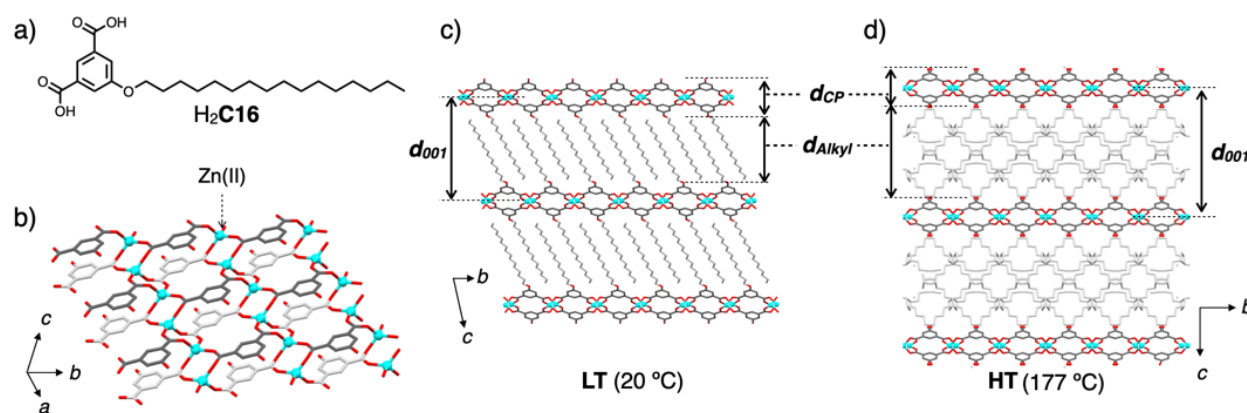 a)
O
OH
O
OH
O
H₂C16
Zn(II)
b)
c
b
a
c)
d001
dCP
dAlkyl
b
c
LT (20 ºC)
d)
d001
b
c
HT (177 ºC)